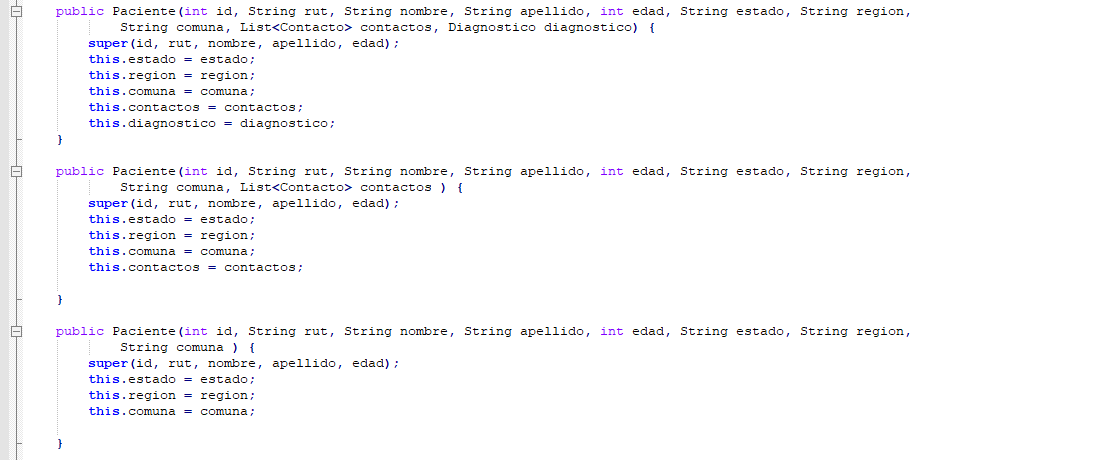 public Paciente(int id, String rut, String nombre, String apellido, int edad, String estado, String region,
String comuna, List<Contacto> contactos, Diagnostico diagnostico) {
super(id, rut, nombre, apellido, edad);
this.estado = estado;
this.region = region;
this.comuna = comuna;
this.contactos = contactos;
this.diagnostico = diagnostico;
}
public Paciente(int id, String rut, String nombre, String apellido, int edad, String estado, String region,
String comuna, List<Contacto> contactos ) {
super(id, rut, nombre, apellido, edad);
this.estado = estado;
this.region = region;
this.comuna = comuna;
this.contactos = contactos;
}
public Paciente(int id, String rut, String nombre, String apellido, int edad, String estado, String region,
String comuna ) {
super(id, rut, nombre, apellido, edad);
this.estado = estado;
this.region = region;
this.comuna = comuna;
}